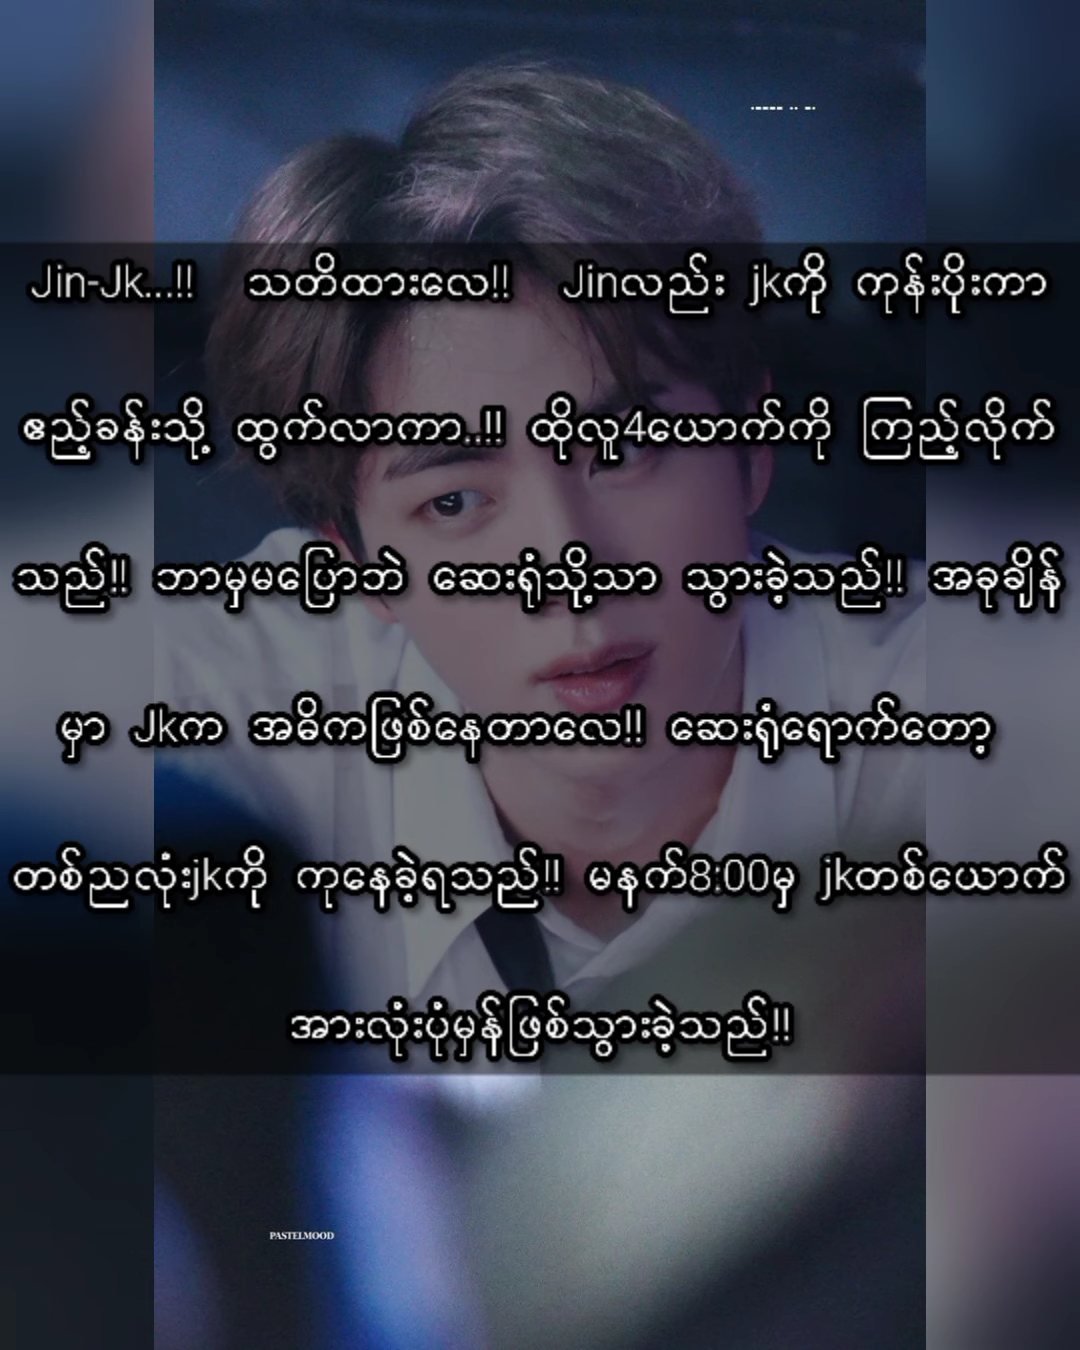 Jin-Jk...!! သတိထားလေ!! Jinလည်း jkကို ကုန်းပိုးကာ
ဧည့်ခန်းသို့ ထွက်လာကာ..!! ထိုလူ4ယောက်ကို ကြည့်လိုက်
သည်!! ဘာမှမပြောဘဲ ဆေးရုံသို့သာ သွားခဲ့သည်!! အခုချိန်
မှာ Jkက အဓိကဖြစ်နေတာလေ!! ဆေးရုံရောက်တော့
တစ်ညလုံးjkကို ကုနေခဲ့ရသည်!! မနက်8:00မှ jkတစ်ယောက်
အားလုံးပုံမှန်ဖြစ်သွားခဲ့သည်!!
PASTELMOOD